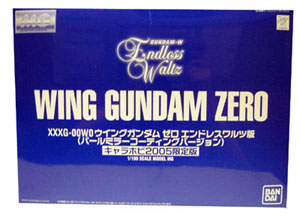 MG
GUNDAM-W
Endless
Waltz
WING GUNDAM ZERO
XXXG-00W0 ウイングガンダム ゼロ エンドレスワルツ版
(パールミラーコーティングバージョン)
キャラホビ2005限定版
1/100 SCALE MODEL MG
BAN
DAI